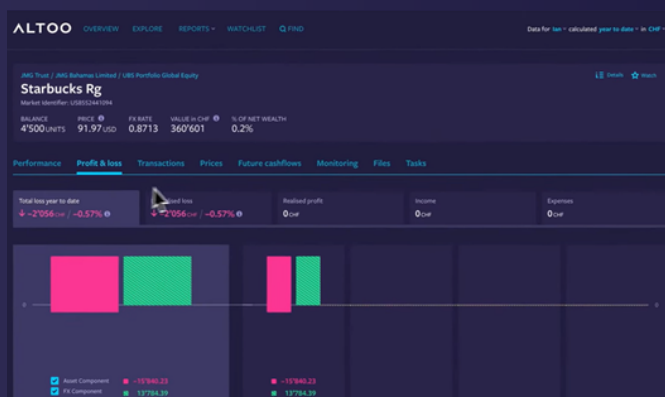 ALTOO OVERVIEW EXPLORE REPORTS WATCHLIST FIND Data for Ian calculated year to date in CHF
JMG Trust / JMG Bahamas Limited / UBS Portfolio Global Equity Details Watch
Starbucks Rg
Market Identifier: US8552441094
BALANCE PRICE FX RATE VALUE in CHF % OF NET WEALTH
4'500 UNITS 91.97 USD 0.8713 360'601 0.2%
Performance Profit & loss Transactions Prices Future cashflows Monitoring Files Tasks
Total loss year to date loss Realised profit Income Expenses
-2'056 CHF / -0.57% -2'056 CHF / -0.57% 0 CHF 0 CHF 0 CHF
0 0
Asset Component -15'840.23 -15'840.23
FX Component 13'784.39 13'784.39